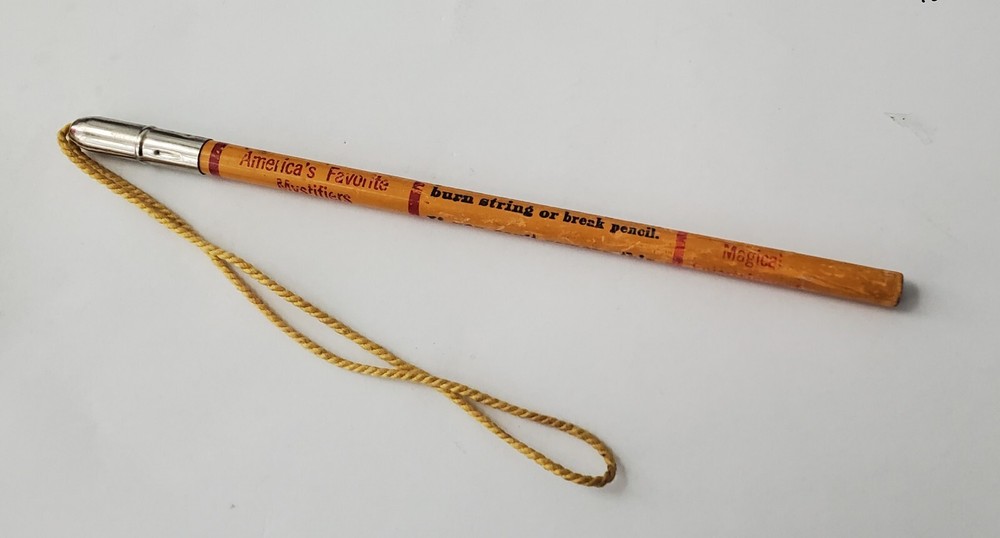 America's Favorite
Mystifiers
burn string or break pencil.
Magical